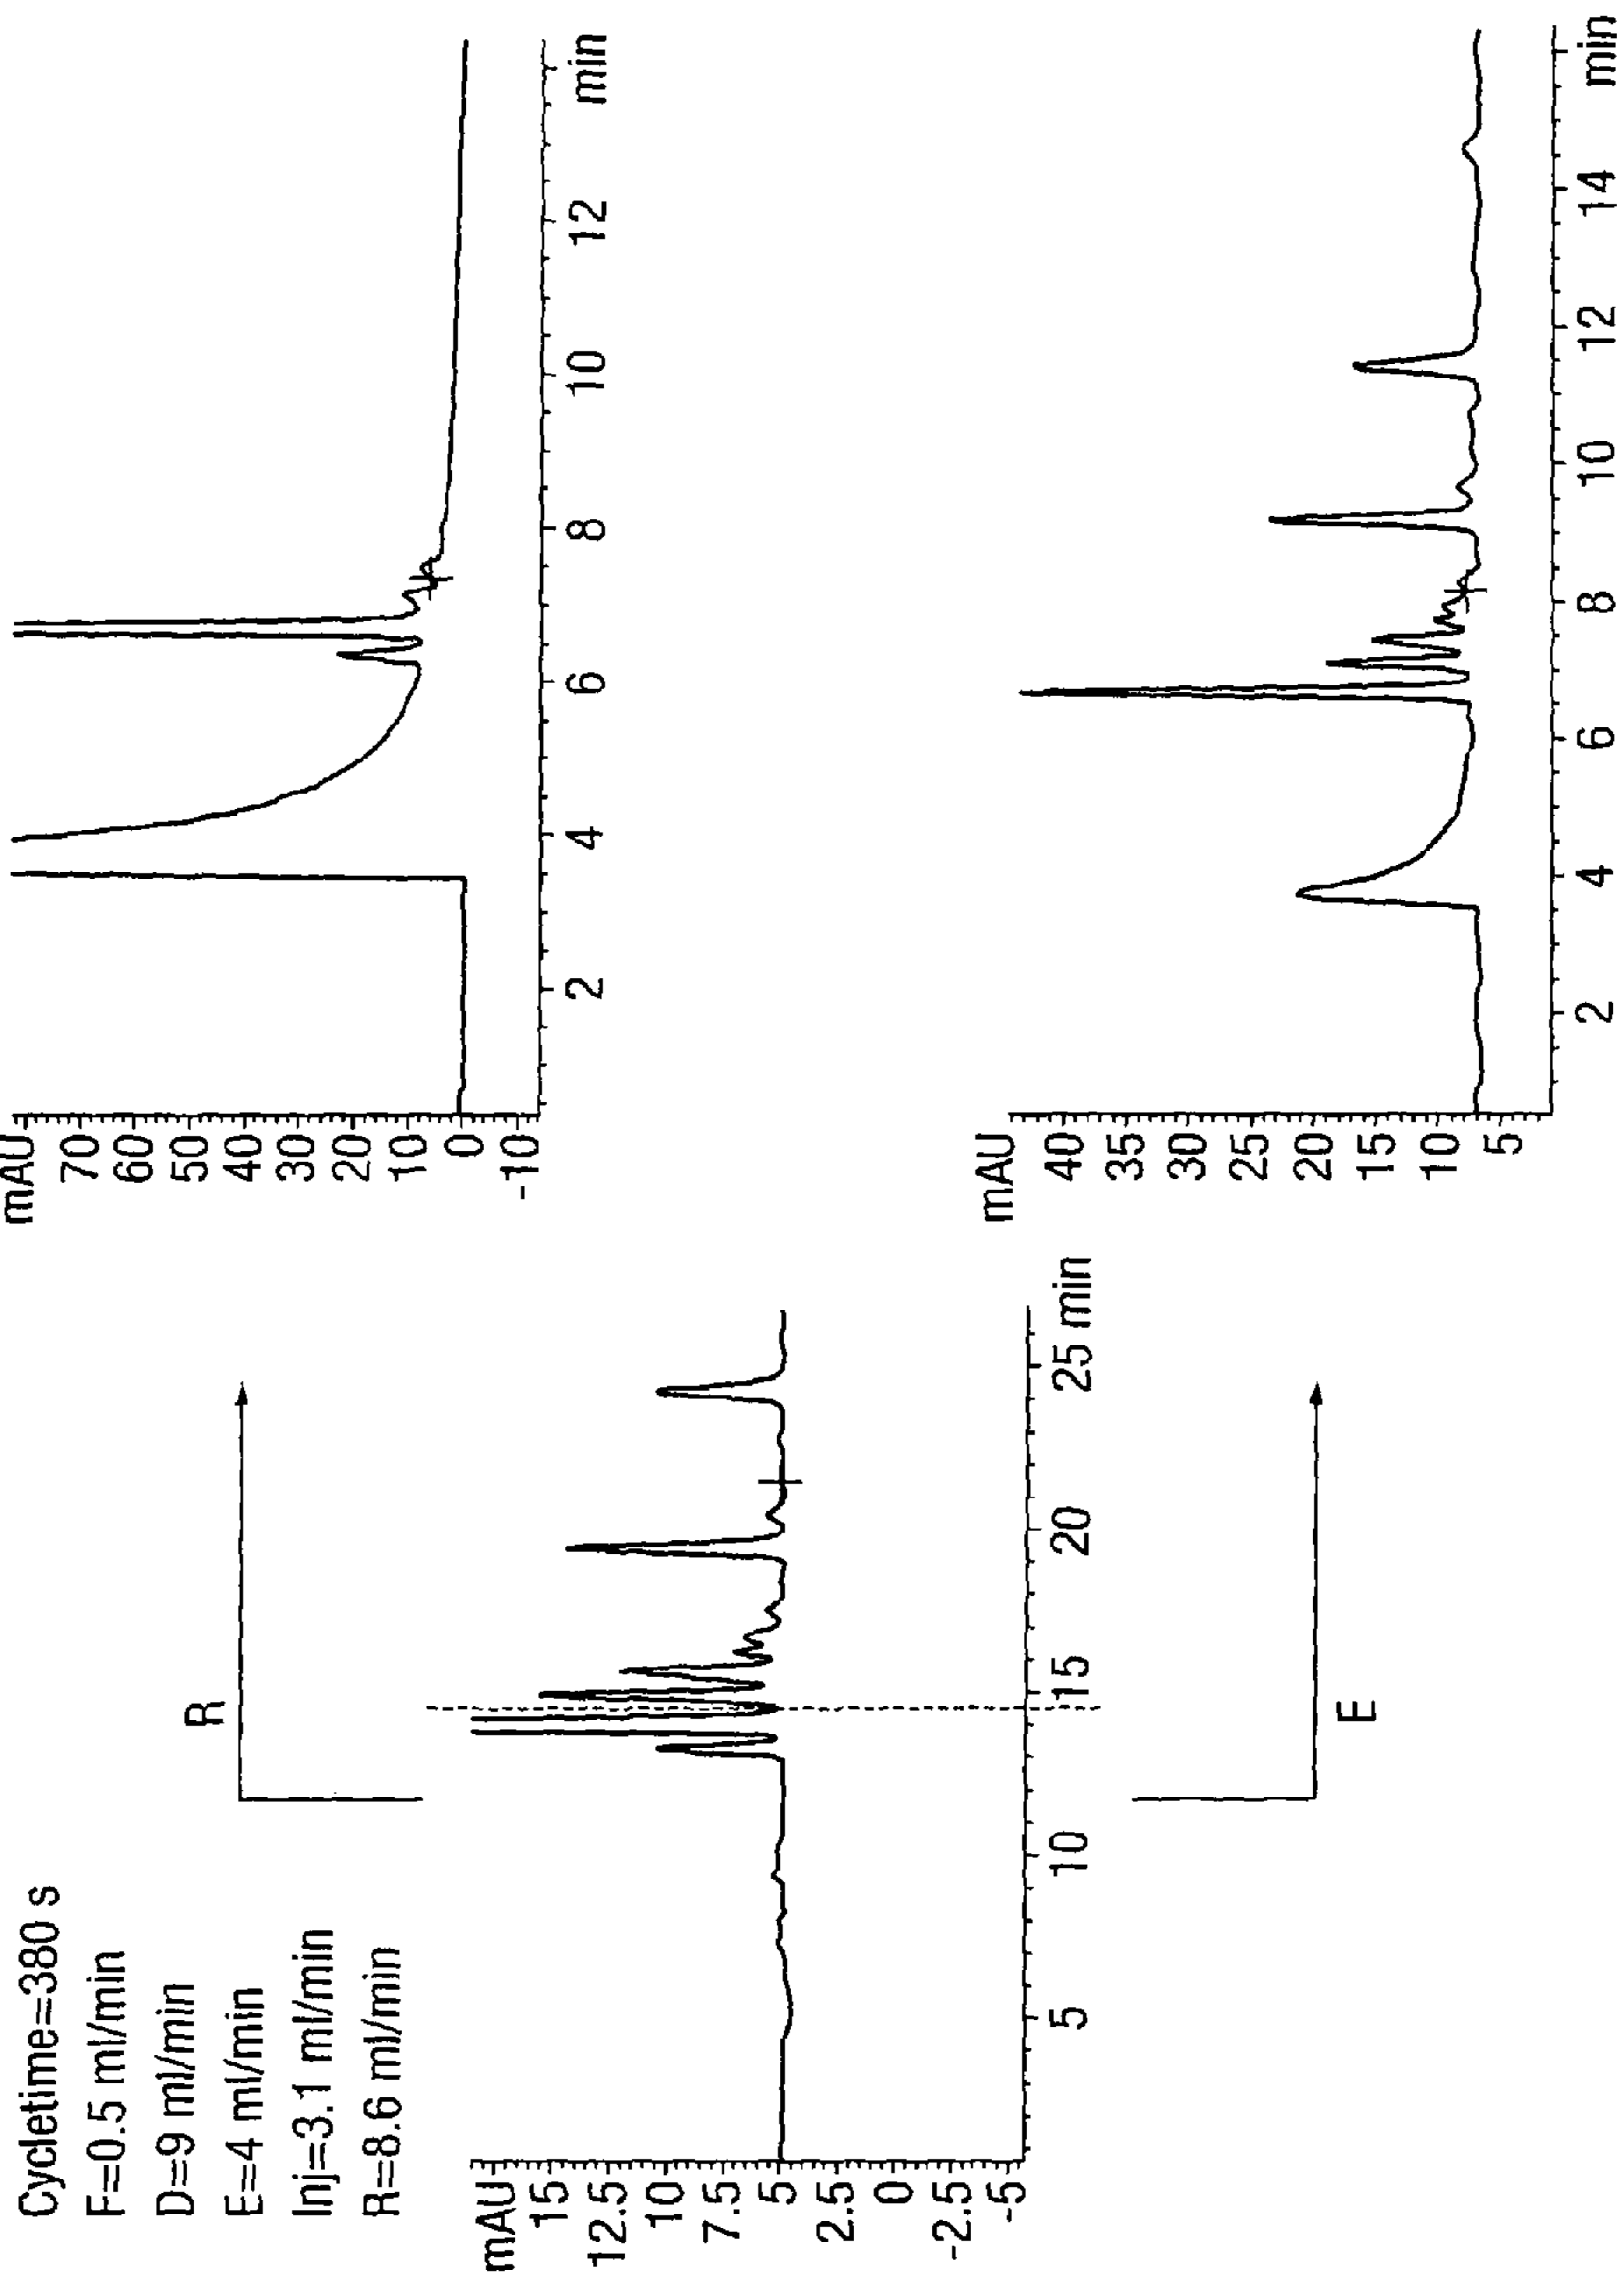 Cycletime=380 s
F=0.5 ml/min
D=9 ml/min
E=4 ml/min
Inj=3.1 ml/min
R=8.6 ml/min
R
mAU
15
12.5
10
7.5
5
2.5
0
-2.5
-5
5 10 15 20 25 min
E
mAU
70
60
50
40
30
20
10
0
-10
2 4 6 8 10 12 min
mAU
40
35
30
25
20
15
10
5
2 4 6 8 10 12 14 min